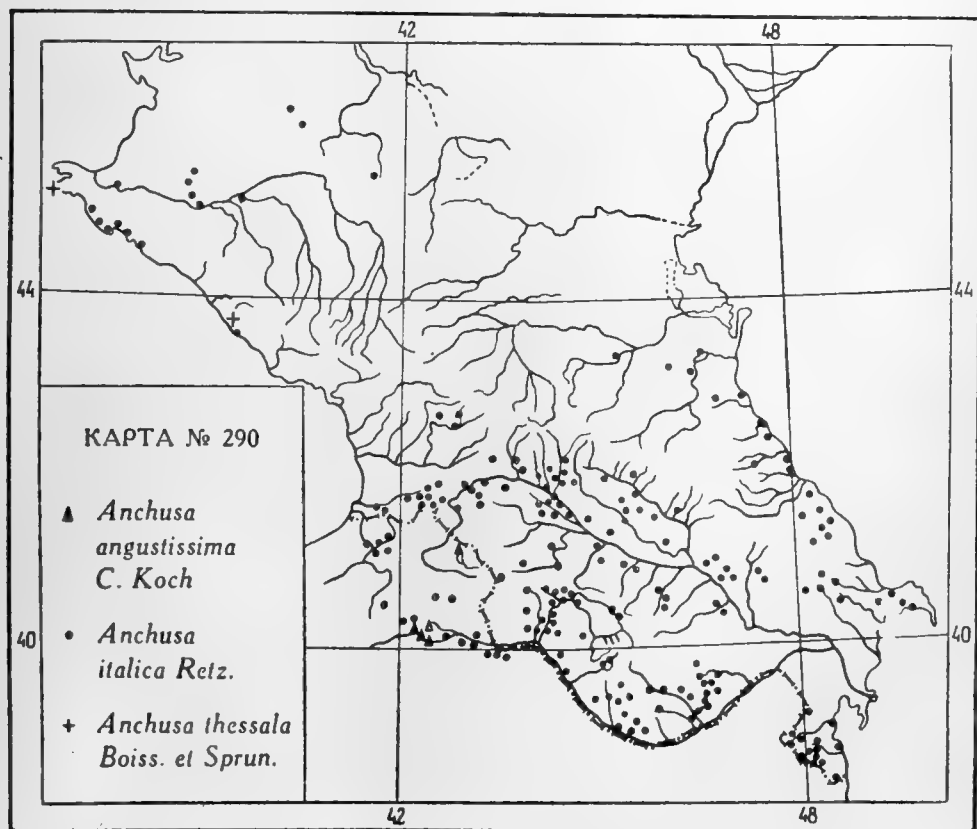 42 48
44 44
КАРТА № 290
Anchusa
angustissima
C. Koch
Anchusa
italica Retz.
Anchusa thessala
Boiss. et Sprun.
40 40
42 48